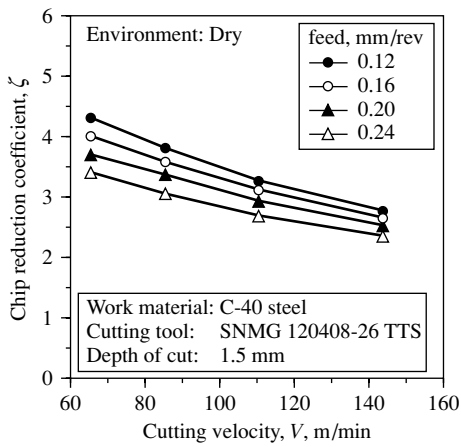 6
5
4
3
2
1
0
Chip reduction coefficient, ζ
Environment: Dry
feed, mm/rev
0.12
0.16
0.20
0.24
Work material: C-40 steel
Cutting tool: SNMG 120408-26 TTS
Depth of cut: 1.5 mm
60 80 100 120 140 160
Cutting velocity, V, m/min